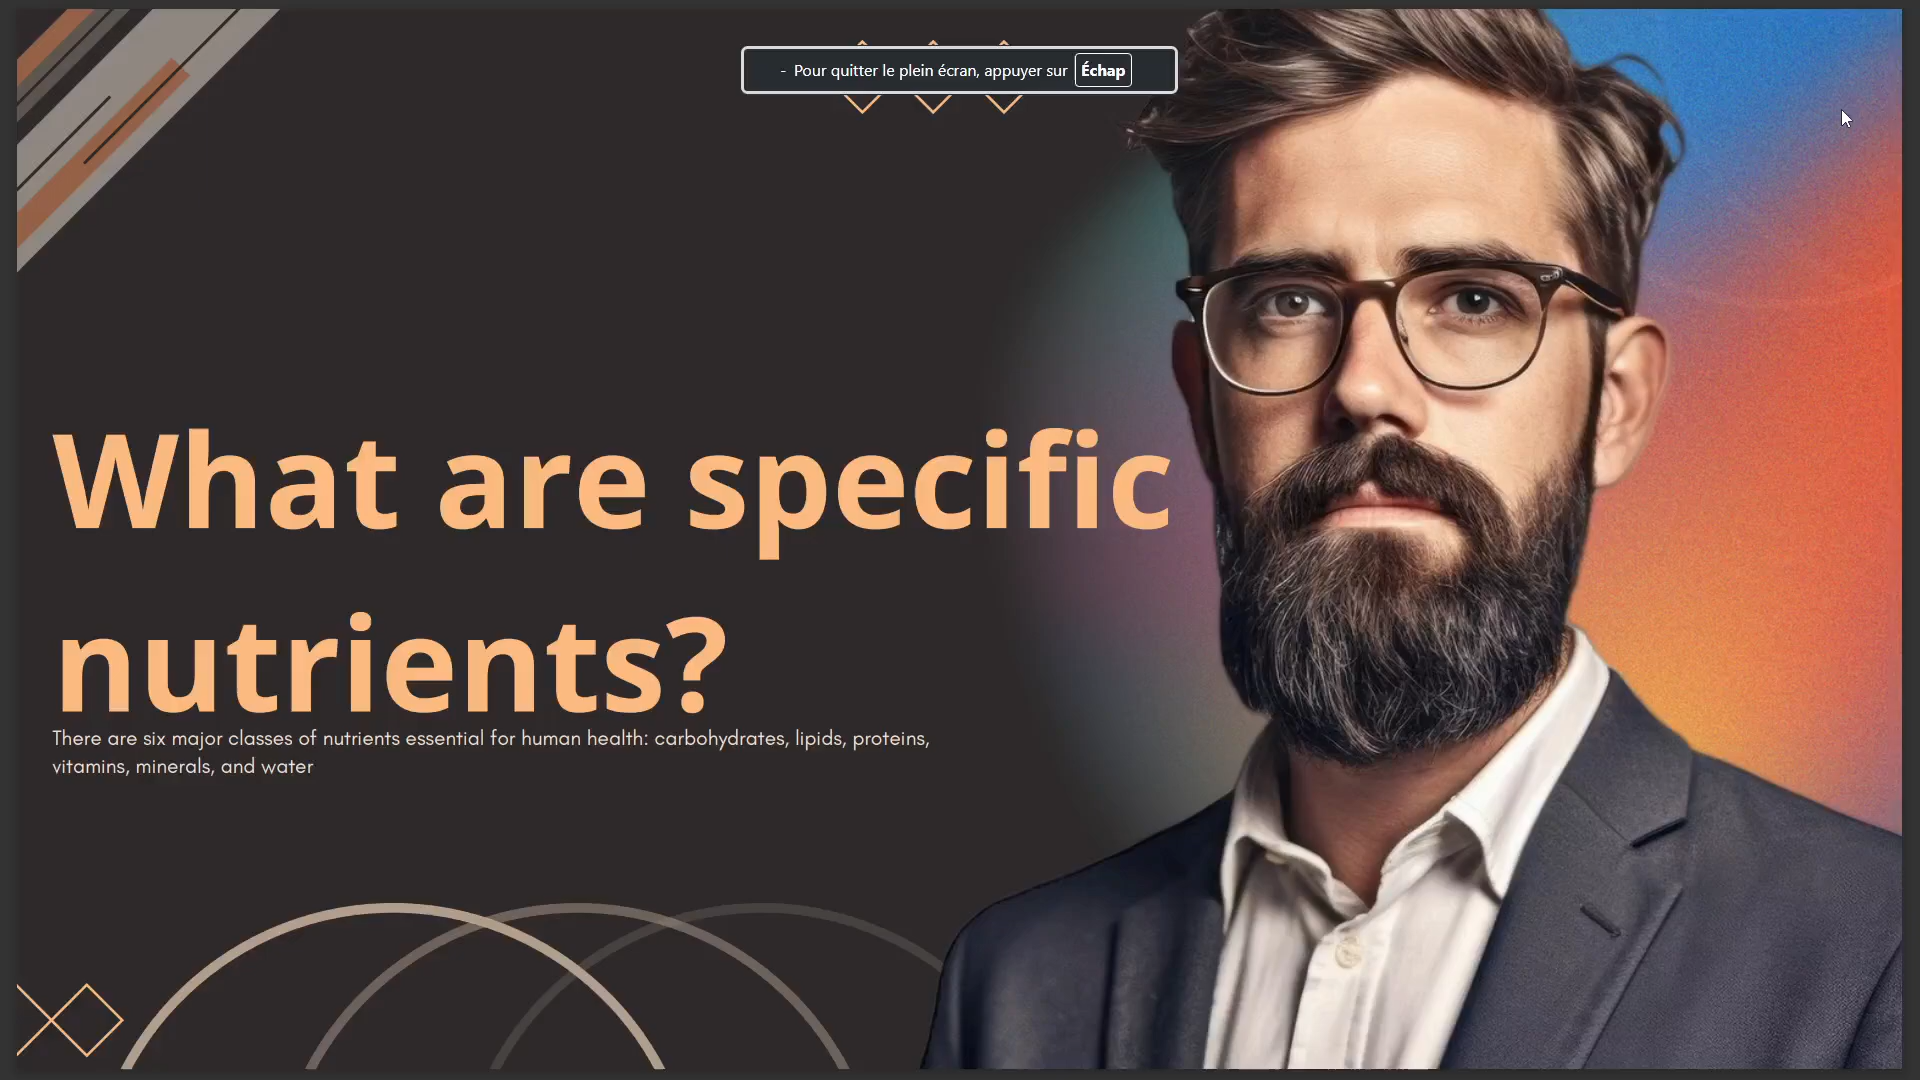 - Pour quitter le plein écran, appuyer sur Échap
What are specific
nutrients?
There are six major classes of nutrients essential for human health: carbohydrates, lipids, proteins,
vitamins, minerals, and water